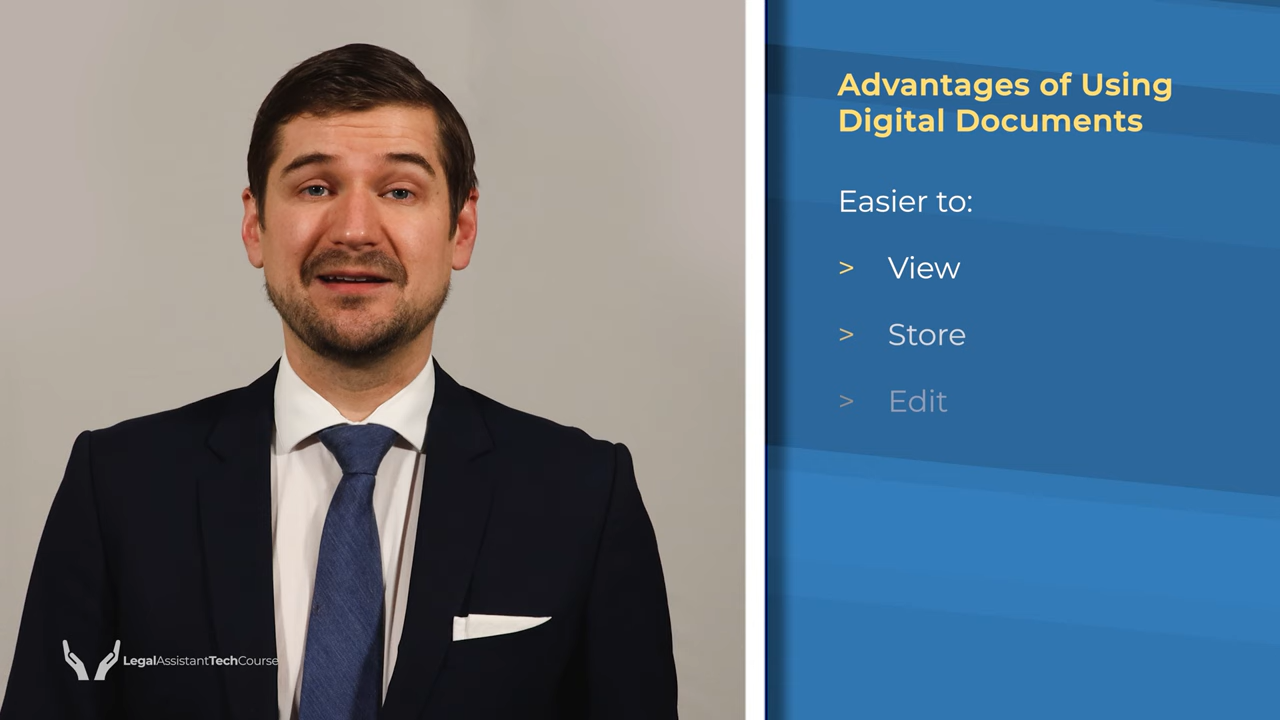 Advantages of Using
Digital Documents
Easier to:
> View
> Store
> Edit
LegalAssistantTechCourse